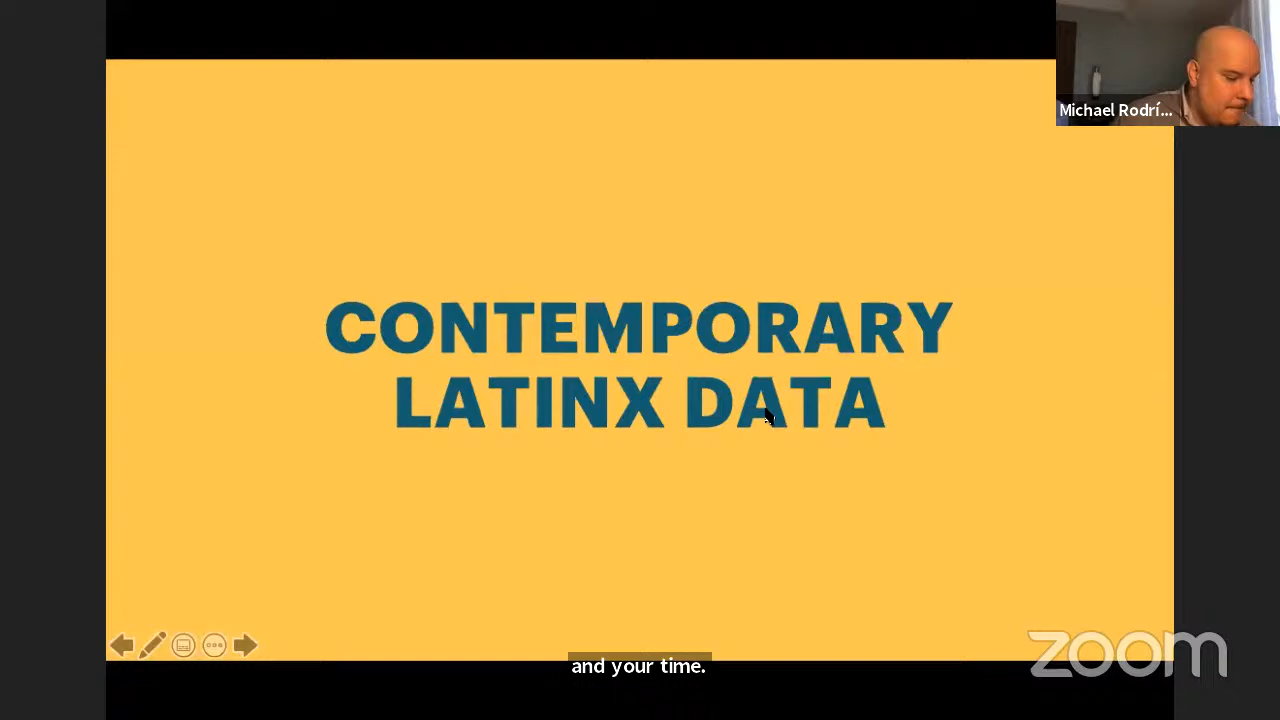 Michael Rodrí...
CONTEMPORARY
LATINX DATA
and your time.
zoom